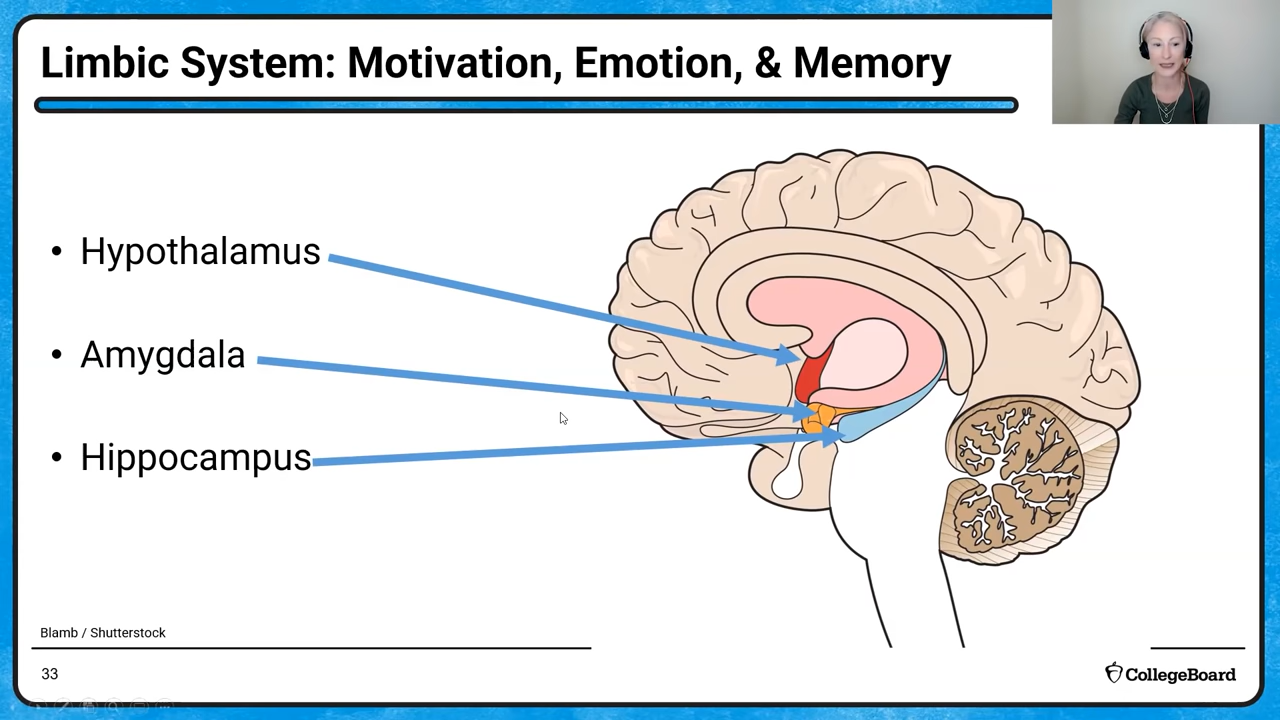 Limbic System: Motivation, Emotion, & Memory
• Hypothalamus
• Amygdala
• Hippocampus
Blamb / Shutterstock
33
CollegeBoard